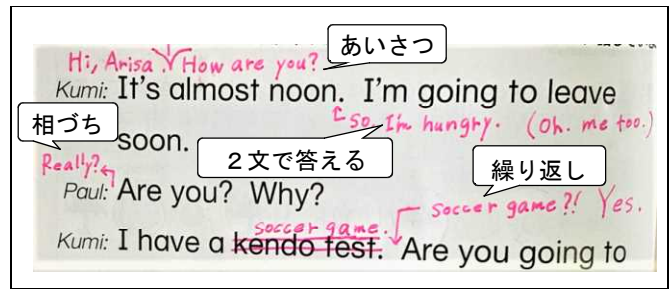 あいさつ
Hi, Arisa. How are you?
Kumi: It's almost noon. I'm going to leave
So I'm hungry. (Oh. me too.)
相づち
soon.
2文で答える
繰り返し
Really?
Paul: Are you? Why?
Soccer game?! Yes.
soccer game.
Kumi: I have a kendo test. Are you going to